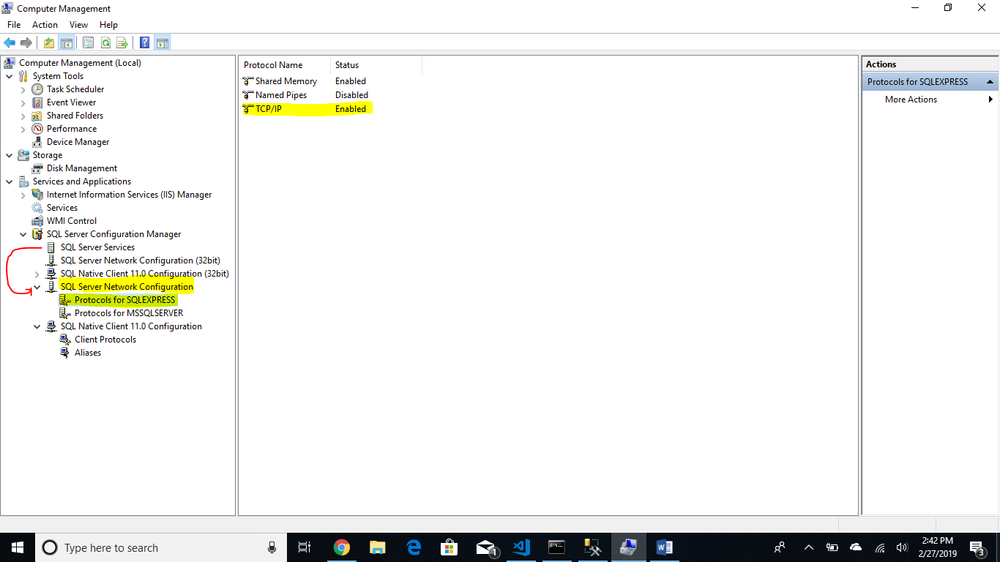 Computer Management
File Action View Help
Computer Management (Local)
System Tools
Task Scheduler
Event Viewer
Shared Folders
Performance
Device Manager
Storage
Disk Management
Services and Applications
Internet Information Services (IIS) Manager
Services
WMI Control
SQL Server Configuration Manager
SQL Server Services
SQL Server Network Configuration (32bit)
SQL Native Client 11.0 Configuration (32bit)
SQL Server Network Configuration
Protocols for SQLEXPRESS
Protocols for MSSQLSERVER
SQL Native Client 11.0 Configuration
Client Protocols
Aliases
Protocol Name Status
Shared Memory Enabled
Named Pipes Disabled
TCP/IP Enabled
Actions
Protocols for SQLEXPRESS
More Actions
Type here to search
1
2:42 PM
2/27/2019
3